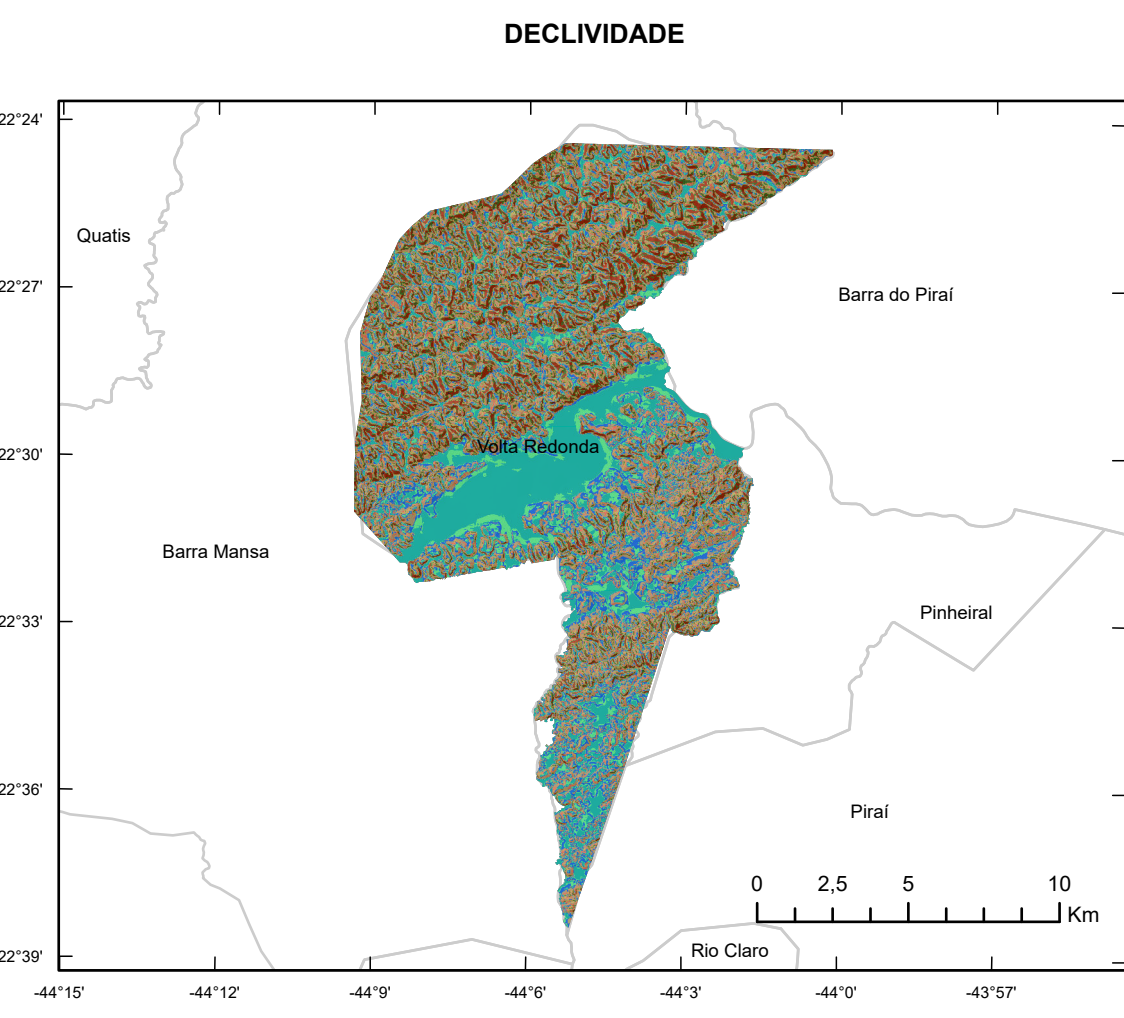 DECLIVIDADE
22°24'
Quatis
22°27'
Barra do Piraí
22°30'
Volta Redonda
Barra Mansa
22°33'
Pinheiral
22°36'
Piraí
0 2,5 5 10
Km
Rio Claro
22°39'
-44°15' -44°12' -44°9' -44°6' -44°3' -44°0' -43°57'